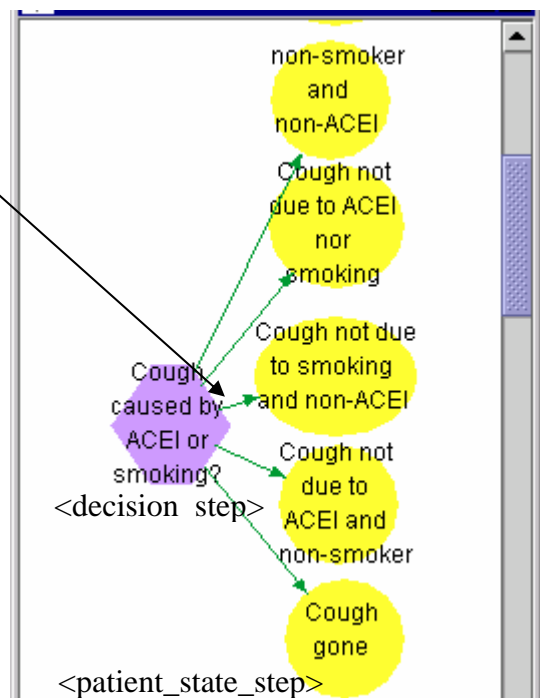 non-smoker
and
non-ACEI
Cough not
due to ACEI
nor
smoking
Cough not due
to smoking
and non-ACEI
Cough
caused by
ACEI or
smoking?
<decision step>
Cough not
due to
ACEI and
non-smoker
Cough
gone
<patient_state_step>